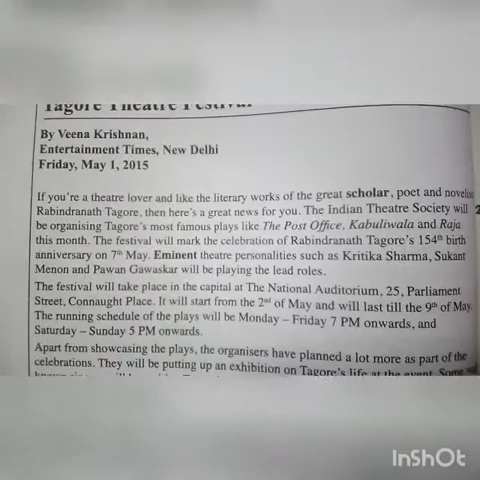 Tagore Theatre Festival
By Veena Krishnan,
Entertainment Times, New Delhi
Friday, May 1, 2015
If you're a theatre lover and like the literary works of the great scholar, poet and novelist
Rabindranath Tagore, then here's a great news for you. The Indian Theatre Society will 2
be organising Tagore's most famous plays like The Post Office, Kabuliwala and Raja
this month. The festival will mark the celebration of Rabindranath Tagore's 154th birth
anniversary on 7th May. Eminent theatre personalities such as Kritika Sharma, Sukant
Menon and Pawan Gawaskar will be playing the lead roles.
The festival will take place in the capital at The National Auditorium, 25, Parliament
Street, Connaught Place. It will start from the 2nd of May and will last till the 9th of May.
The running schedule of the plays will be Monday – Friday 7 PM onwards, and
Saturday – Sunday 5 PM onwards.
Apart from showcasing the plays, the organisers have planned a lot more as part of the
celebrations. They will be putting up an exhibition on Tagore's life at the event. Some
InShOt